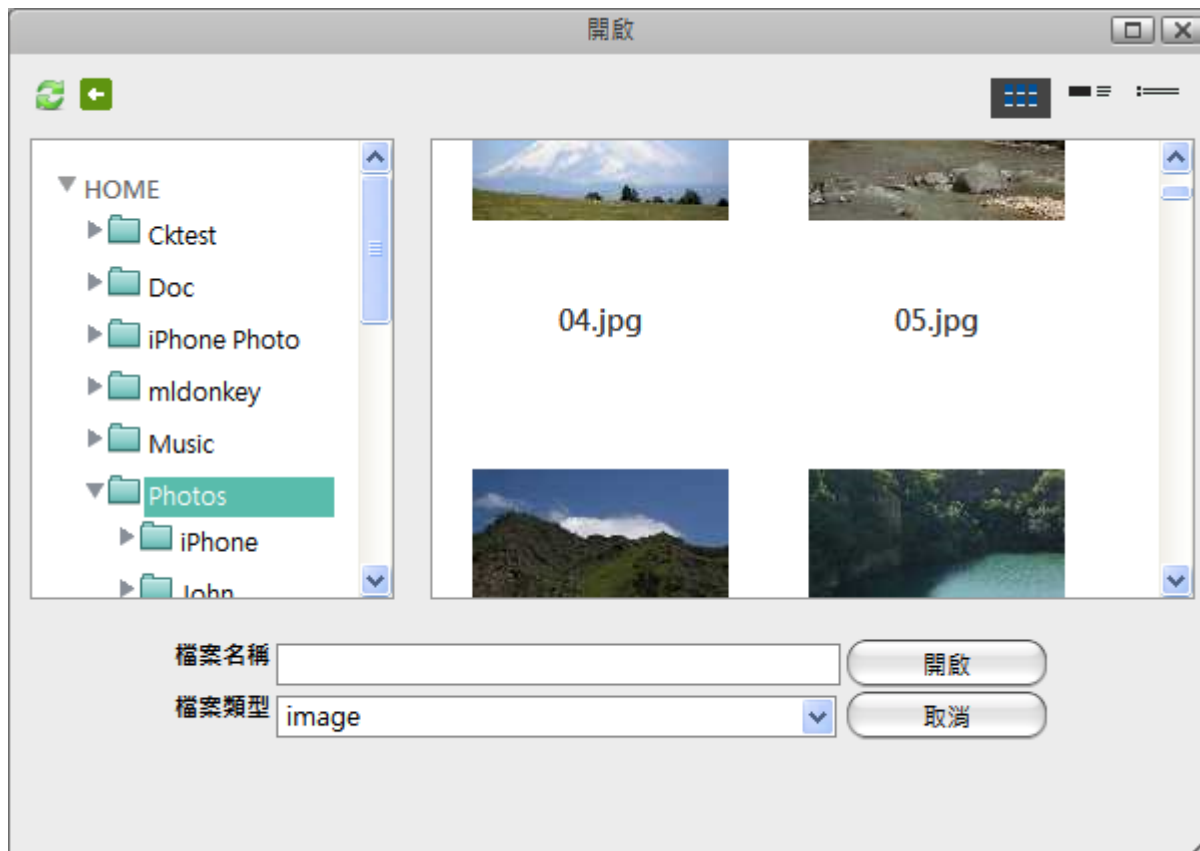 開啟
HOME
Cktest
Doc
iPhone Photo
mldonkey
Music
Photos
iPhone
John
04.jpg
05.jpg
檔案名稱
開啟
檔案類型
image
取消